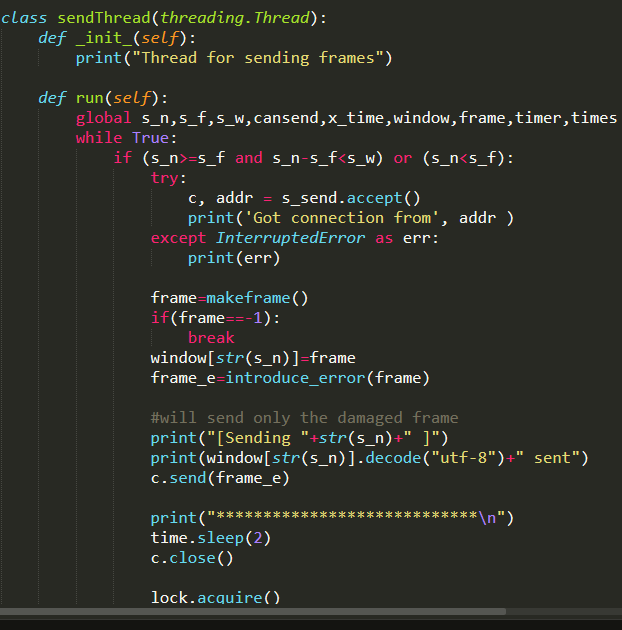 class sendThread(threading.Thread):
    def _init_(self):
        print("Thread for sending frames")

    def run(self):
        global s_n,s_f,s_w,cansend,x_time,window,frame,timer,times
        while True:
            if (s_n>=s_f and s_n-s_f<s_w) or (s_n<s_f):
                try:
                    c, addr = s_send.accept()
                    print('Got connection from', addr )
                except InterruptedError as err:
                    print(err)

                frame=makeframe()
                if(frame==-1):
                    break
                window[str(s_n)]=frame
                frame_e=introduce_error(frame)

                #will send only the damaged frame
                print("[Sending "+str(s_n)+" ]")
                print(window[str(s_n)].decode("utf-8")+" sent")
                c.send(frame_e)

                print("****************************\n")
                time.sleep(2)
                c.close()

                lock.acquire()